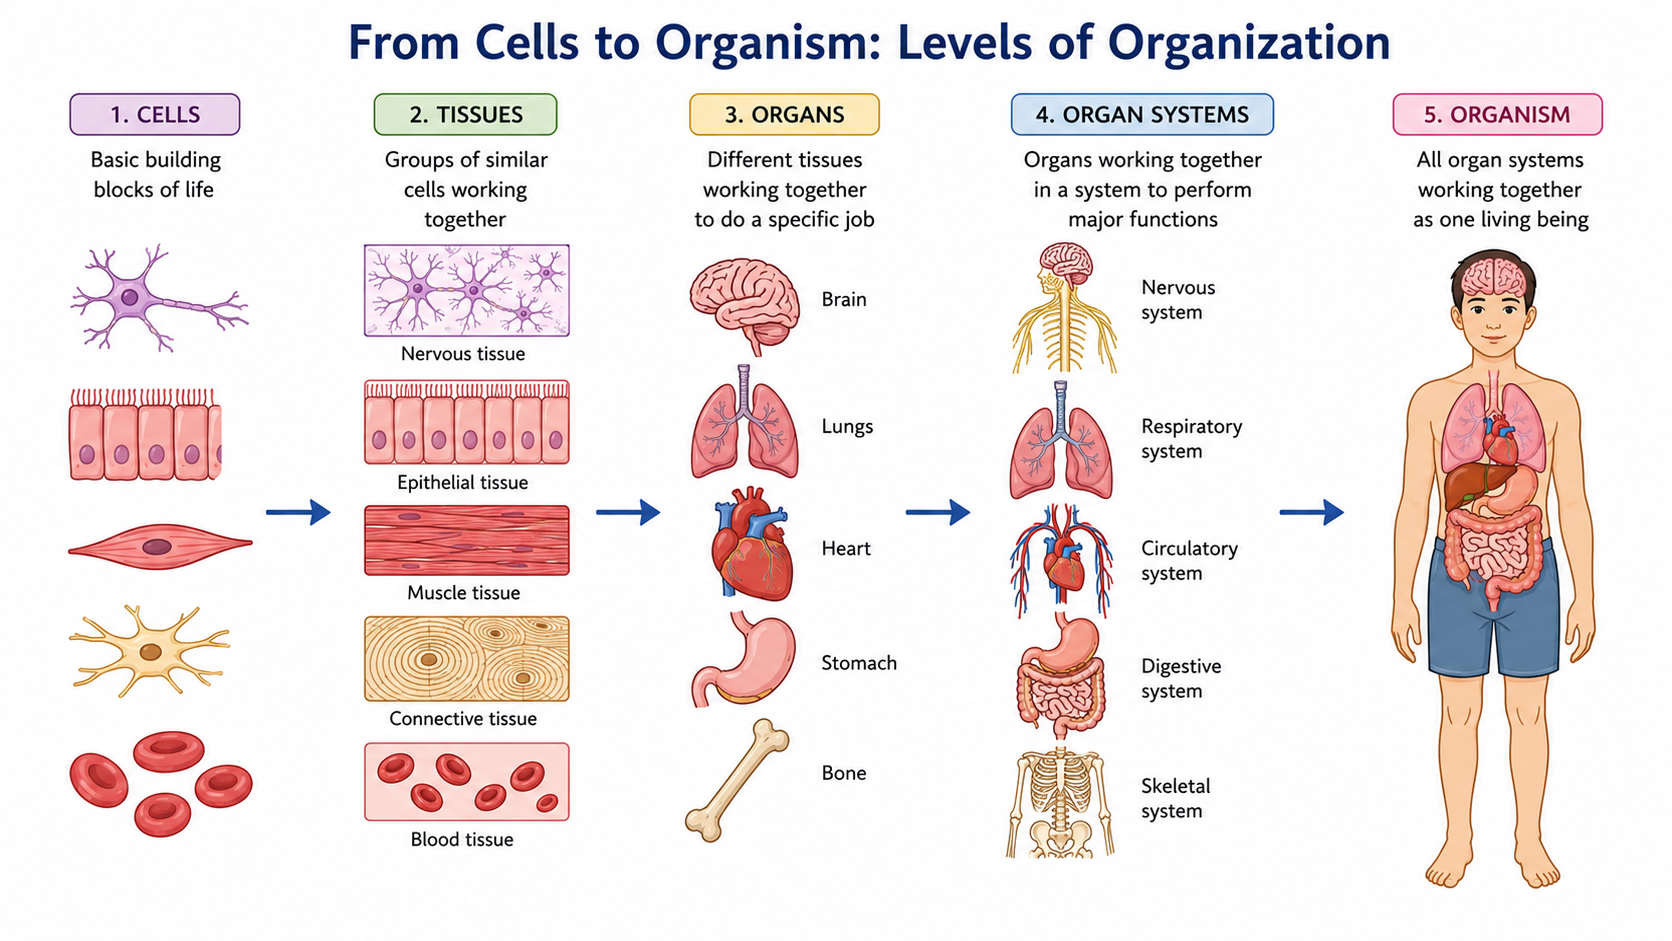 From Cells to Organism: Levels of Organization
1. CELLS
Basic building
blocks of life
2. TISSUES
Groups of similar
cells working
together
Nervous tissue
Epithelial tissue
Muscle tissue
Connective tissue
Blood tissue
3. ORGANS
Different tissues
working together
to do a specific job
Brain
Lungs
Heart
Stomach
Bone
4. ORGAN SYSTEMS
Organs working together
in a system to perform
major functions
Nervous
system
Respiratory
system
Circulatory
system
Digestive
system
Skeletal
system
5. ORGANISM
All organ systems
working together
as one living being